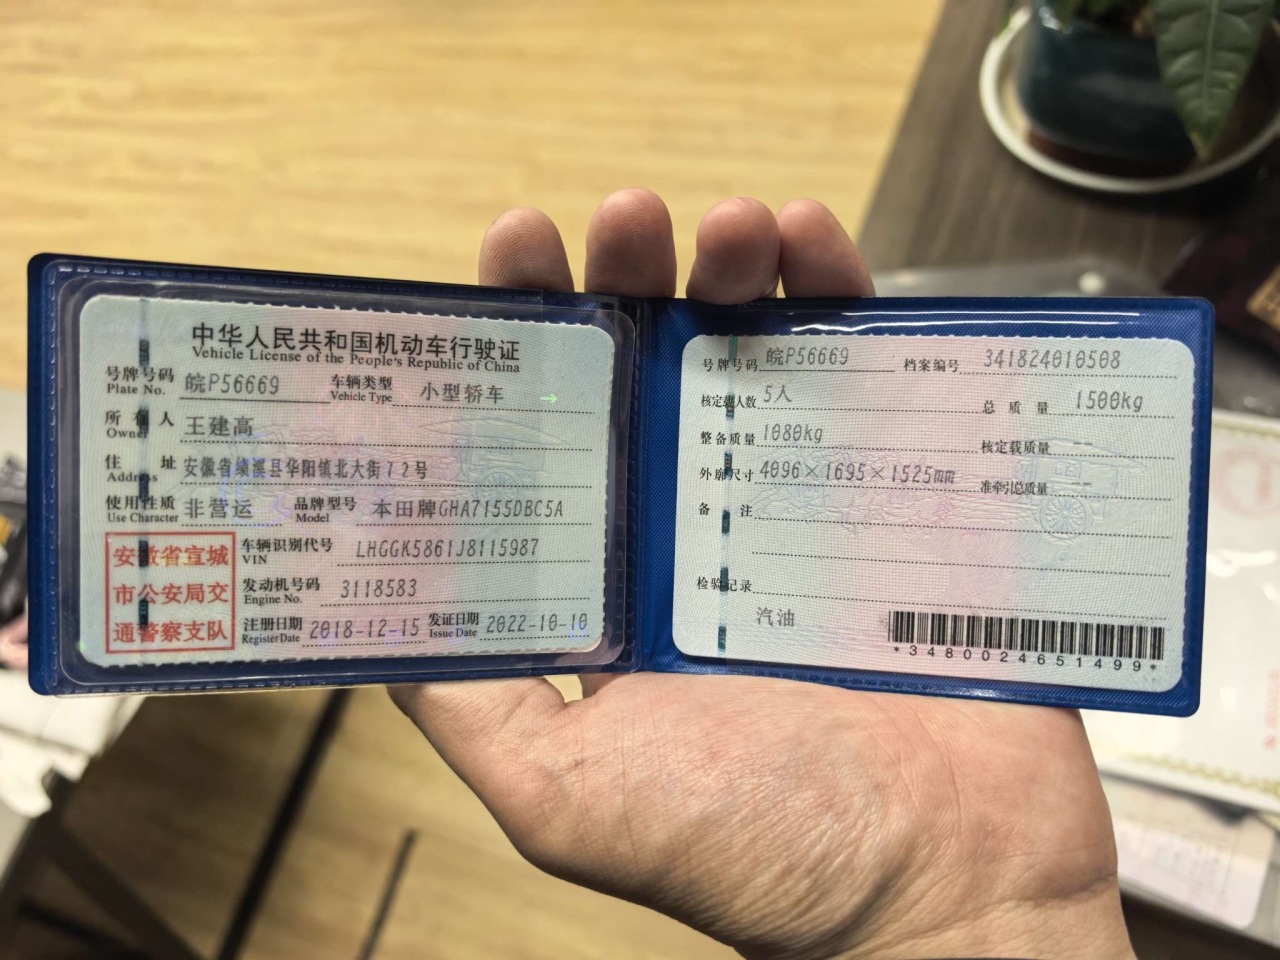 中华人民共和国机动车行驶证
Vehicle License of the People's Republic of China
号牌号码 皖P56669 车辆类型 小型轿车
Plate No. Vehicle Type
所有人 王建高
Owner
住址 安徽省绩溪县华阳镇北大街72号
Address
使用性质 非营运 品牌型号 本田牌GHA7155DBC5A
Use Character Model
安徽省宣城
市公安局交
通警察支队
车辆识别代号 LHGGK5861J8115987
VIN
发动机号码 3118583
Engine No.
注册日期 2018-12-15 发证日期 2022-10-10
Register Date Issue Date
号牌号码 皖P56669 档案编号 341824010508
核定载人数 5人 总质量 1500kg
整备质量 1080kg 核定载质量 --
外廓尺寸 4096×1695×1525mm 准牵引总质量 --
备注
检验记录
汽油
*3480024651499*